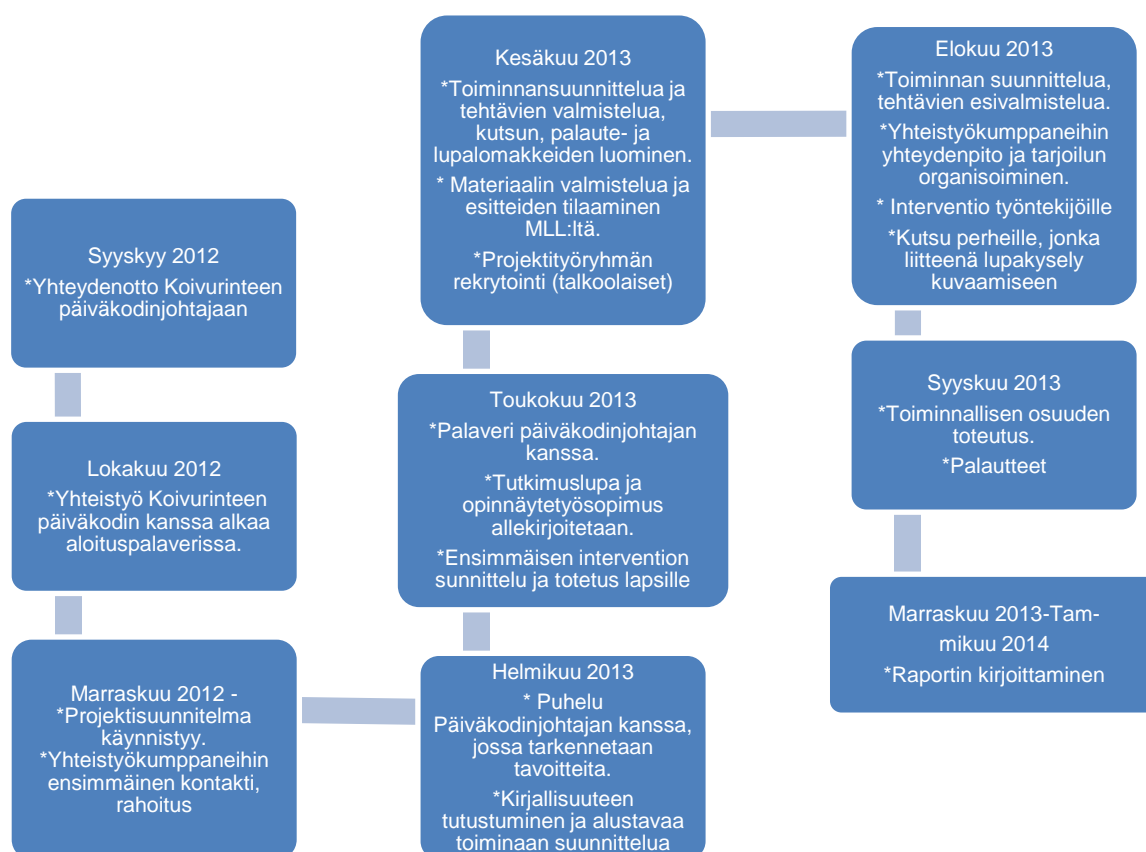 Syyskyy 2012
*Yhteydenotto Koivurinteen
päiväkodinjohtajaan
Lokakuu 2012
*Yhteistyö Koivurinteen
päiväkodin kanssa alkaa
aloituspalaverissa.
Marraskuu 2012 -
*Projektisuunnitelma
käynnistyy.
*Yhteistyökumppaneihin
ensimmäinen kontakti,
rahoitus
Helmikuu 2013
* Puhelu
Päiväkodinjohtajan kanssa,
jossa tarkennetaan
tavoitteita.
*Kirjallisuuteen
tutustuminen ja alustavaa
toiminaan suunnittelua
Toukokuu 2013
*Palaveri päiväkodinjohtajan
kanssa.
*Tutkimuslupa ja
opinnäytetyösopimus
allekirjoitetaan.
*Ensimmäisen intervention
sunnittelu ja totetus lapsille
Kesäkuu 2013
*Toiminnansuunnittelua ja
tehtävien valmistelua,
kutsun, palaute- ja
lupalomakkeiden luominen.
* Materiaalin valmistelua ja
esitteiden tilaaminen
MLL:ltä.
*Projektityöryhmän
rekrytointi (talkoolaiset)
Elokuu 2013
*Toiminnan suunnittelua,
tehtävien esivalmistelua.
*Yhteistyökumppaneihin
yhteydenpito ja tarjoilun
organisoiminen.
* Interventio työntekijöille
*Kutsu perheille, jonka
liitteenä lupakysely
kuvaamiseen
Syyskuu 2013
*Toiminnallisen osuuden
toteutus.
*Palautteet
Marraskuu 2013-Tam-
mikuu 2014
*Raportin kirjoittaminen